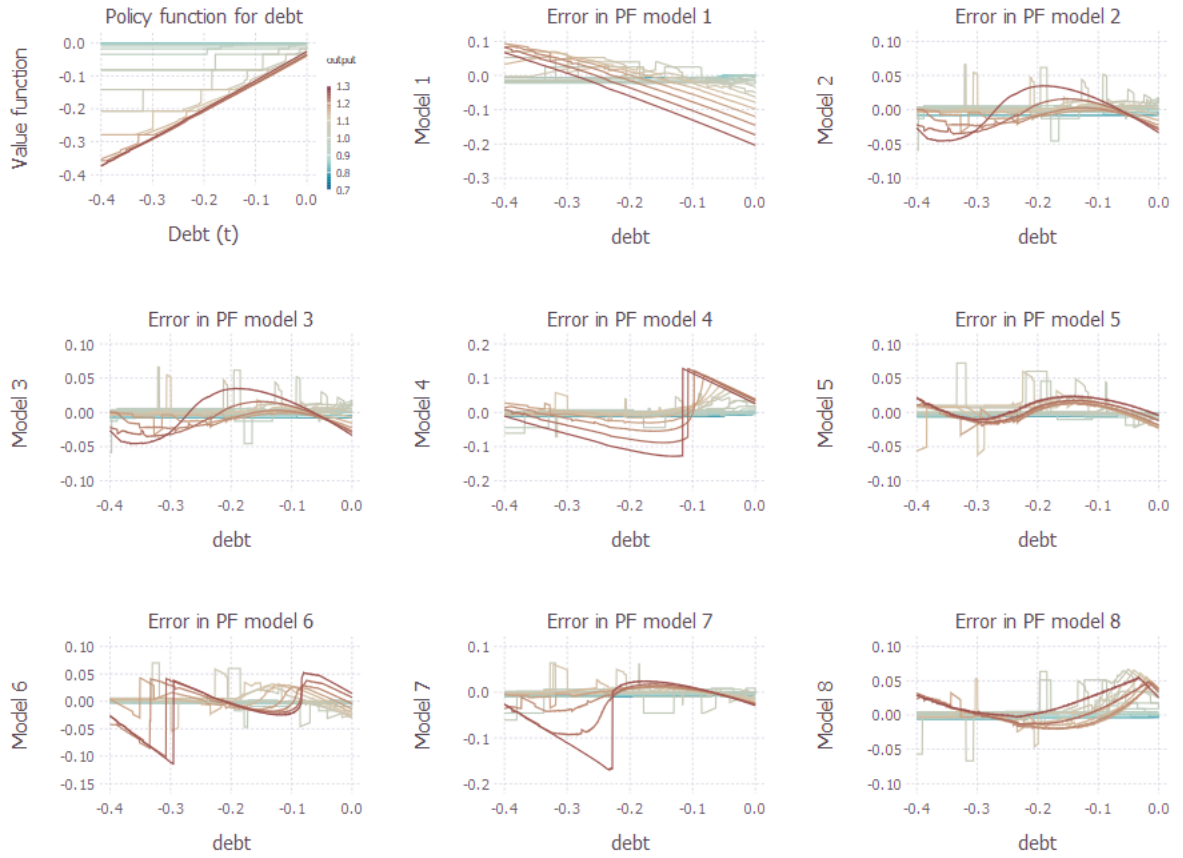 Policy function for debt
Value function
0.0
-0.1
-0.2
-0.3
-0.4
-0.4 -0.3 -0.2 -0.1 0.0
Debt (t)
output
1.3
1.2
1.1
1.0
0.9
0.8
0.7
Error in PF model 1
Model 1
0.1
0.0
-0.1
-0.2
-0.3
-0.4 -0.3 -0.2 -0.1 0.0
debt
Error in PF model 2
Model 2
0.10
0.05
0.00
-0.05
-0.10
-0.4 -0.3 -0.2 -0.1 0.0
debt
Error in PF model 3
Model 3
0.10
0.05
0.00
-0.05
-0.10
-0.4 -0.3 -0.2 -0.1 0.0
debt
Error in PF model 4
Model 4
0.2
0.1
0.0
-0.1
-0.2
-0.4 -0.3 -0.2 -0.1 0.0
debt
Error in PF model 5
Model 5
0.10
0.05
0.00
-0.05
-0.10
-0.4 -0.3 -0.2 -0.1 0.0
debt
Error in PF model 6
Model 6
0.10
0.05
0.00
-0.05
-0.10
-0.15
-0.4 -0.3 -0.2 -0.1 0.0
debt
Error in PF model 7
Model 7
0.1
0.0
-0.1
-0.2
-0.4 -0.3 -0.2 -0.1 0.0
debt
Error in PF model 8
Model 8
0.10
0.05
0.00
-0.05
-0.10
-0.4 -0.3 -0.2 -0.1 0.0
debt